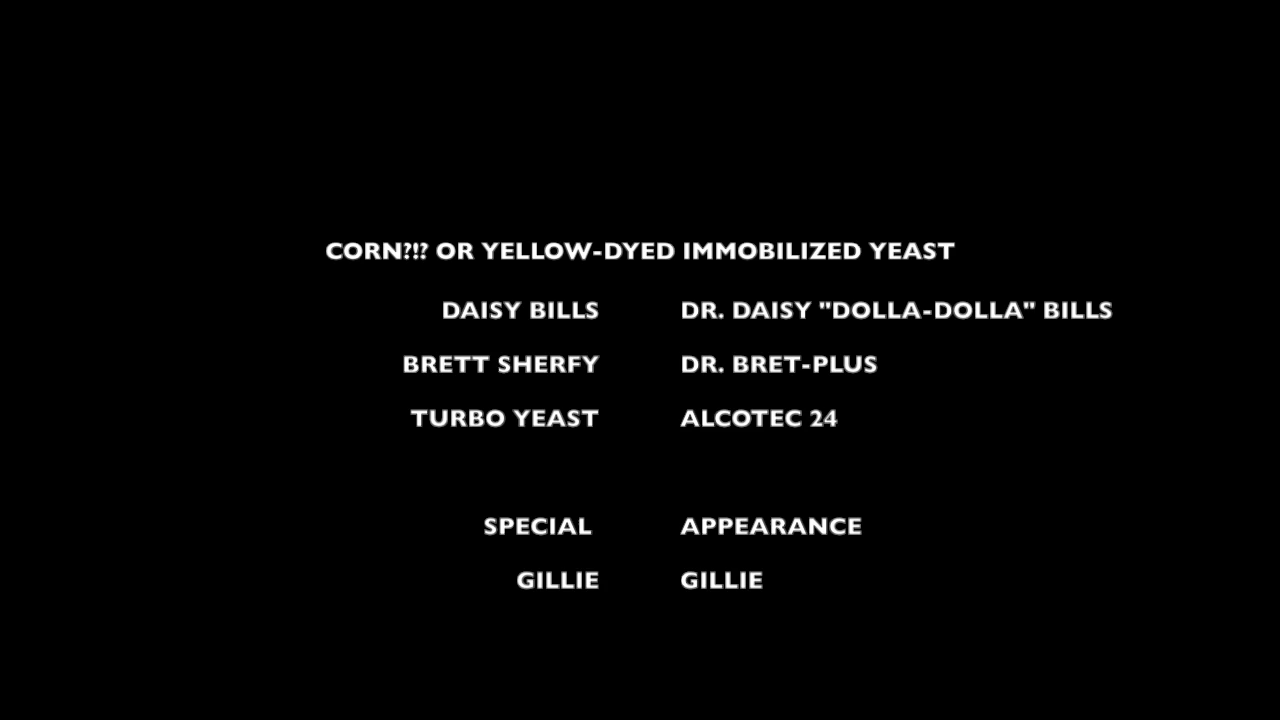 CORN?!? OR YELLOW-DYED IMMOBILIZED YEAST
DAISY BILLS DR. DAISY "DOLLA-DOLLA" BILLS
BRETT SHERFY DR. BRET-PLUS
TURBO YEAST ALCOTEC 24
SPECIAL APPEARANCE
GILLIE GILLIE